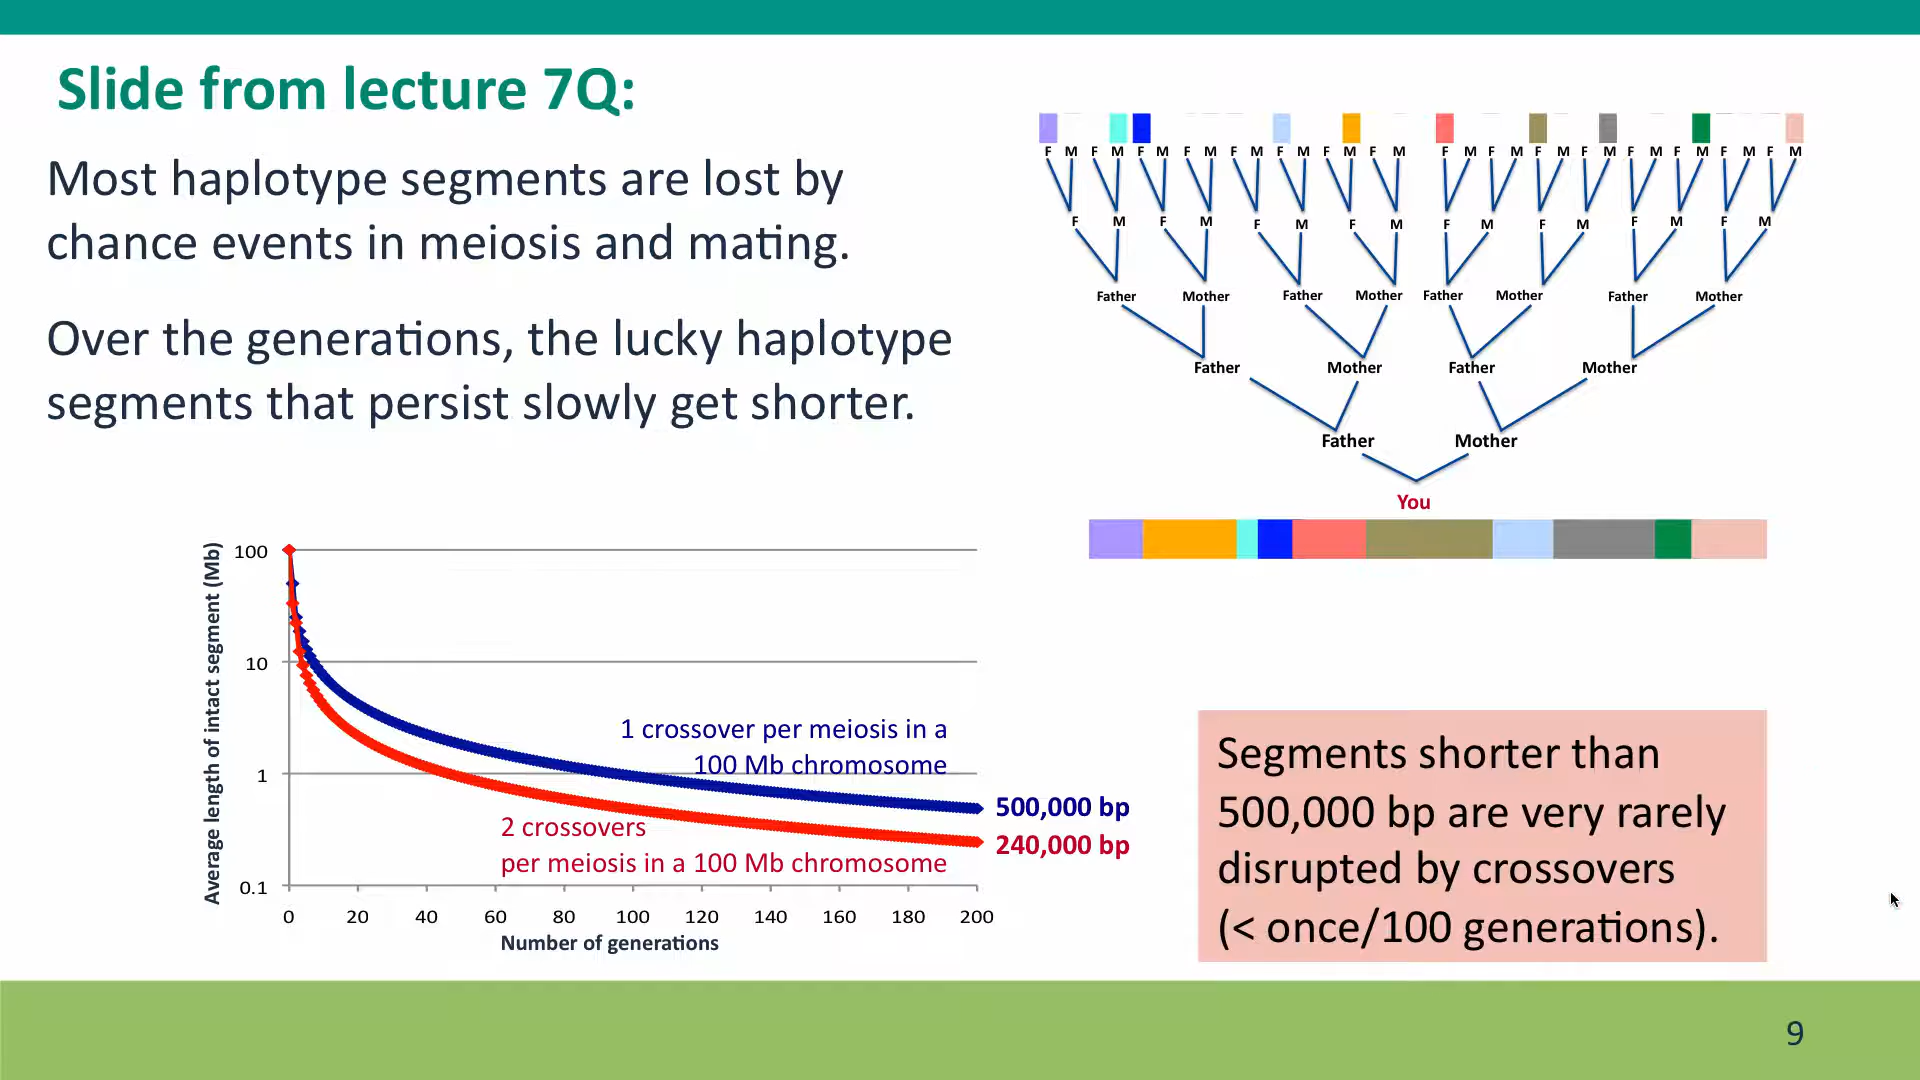 Slide from lecture 7Q:
Most haplotype segments are lost by
chance events in meiosis and mating.
Over the generations, the lucky haplotype
segments that persist slowly get shorter.
F M F M F M F M F M F M F M F M F M F M F M F M F M F M F M F M
F M F M F M F M F M F M F M F M
Father Mother Father Mother Father Mother Father Mother
Father Mother Father Mother
Father Mother
You
Average length of intact segment (Mb)
100
10
1
0.1
1 crossover per meiosis in a
100 Mb chromosome
500,000 bp
2 crossovers
per meiosis in a 100 Mb chromosome
240,000 bp
0 20 40 60 80 100 120 140 160 180 200
Number of generations
Segments shorter than
500,000 bp are very rarely
disrupted by crossovers
(< once/100 generations).
9